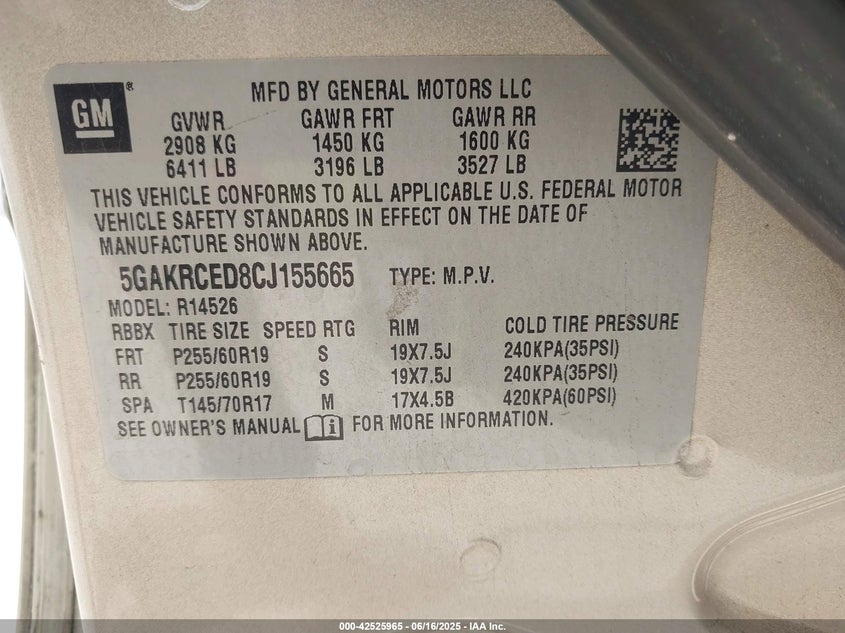 GM®
MFD BY GENERAL MOTORS LLC
GVWR GAWR FRT GAWR RR
2908 KG 1450 KG 1600 KG
6411 LB 3196 LB 3527 LB
THIS VEHICLE CONFORMS TO ALL APPLICABLE U.S. FEDERAL MOTOR
VEHICLE SAFETY STANDARDS IN EFFECT ON THE DATE OF
MANUFACTURE SHOWN ABOVE.
5GAKRCED8CJ155665 TYPE: M.P.V.
MODEL: R14526
RBBX TIRE SIZE SPEED RTG RIM COLD TIRE PRESSURE
FRT P255/60R19 S 19X7.5J 240KPA(35PSI)
RR P255/60R19 S 19X7.5J 240KPA(35PSI)
SPA T145/70R17 M 17X4.5B 420KPA(60PSI)
SEE OWNER'S MANUAL FOR MORE INFORMATION.
000-42525965 - 06/16/2025 - IAA Inc.